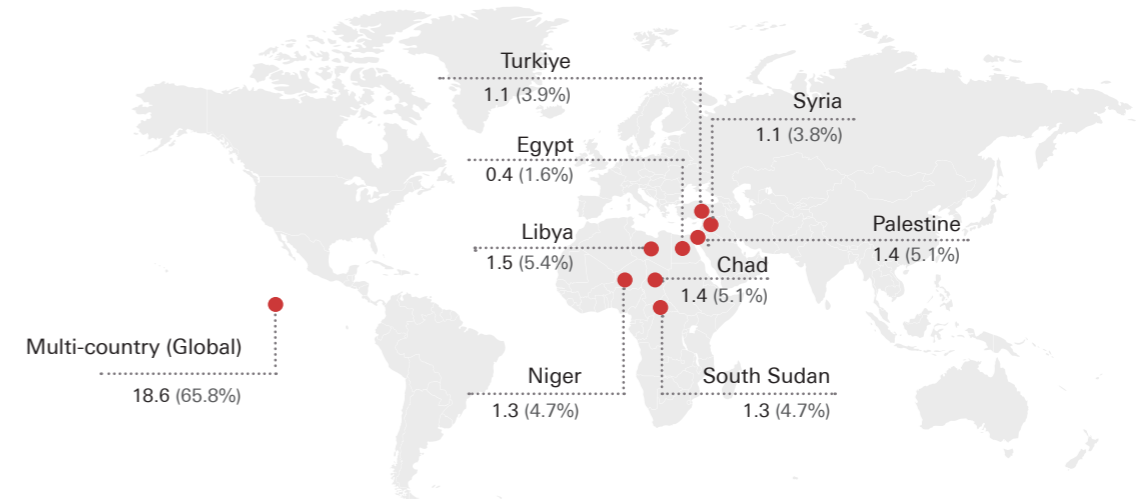 Turkiye
1.1 (3.9%)
Syria
1.1 (3.8%)
Egypt
0.4 (1.6%)
Libya
1.5 (5.4%)
Palestine
1.4 (5.1%)
Chad
1.4 (5.1%)
Multi-country (Global)
18.6 (65.8%)
Niger
1.3 (4.7%)
South Sudan
1.3 (4.7%)